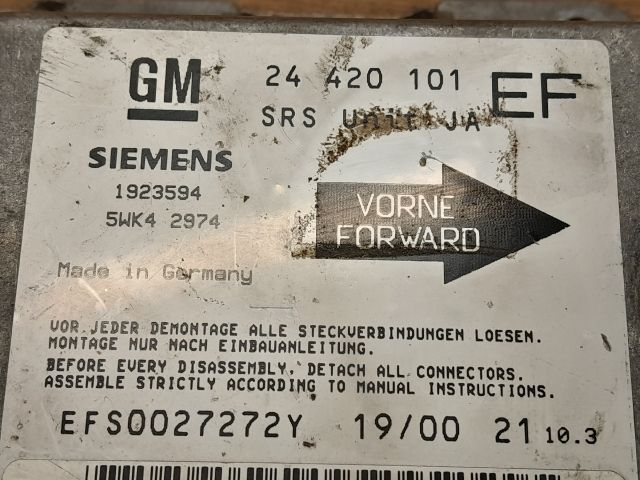 GM 24 420 101 EF
SRS JA
SIEMENS
1923594
5WK4 2974
VORNE
FORWARD
Made in Germany
VOR JEDER DEMONTAGE ALLE STECKVERBINDUNGEN LOESEN.
MONTAGE NUR NACH EINBAUANLEITUNG.
BEFORE EVERY DISASSEMBLY, DETACH ALL CONNECTORS.
ASSEMBLE STRICTLY ACCORDING TO MANUAL INSTRUCTIONS.
EFS0027272Y 19/00 21 10.3